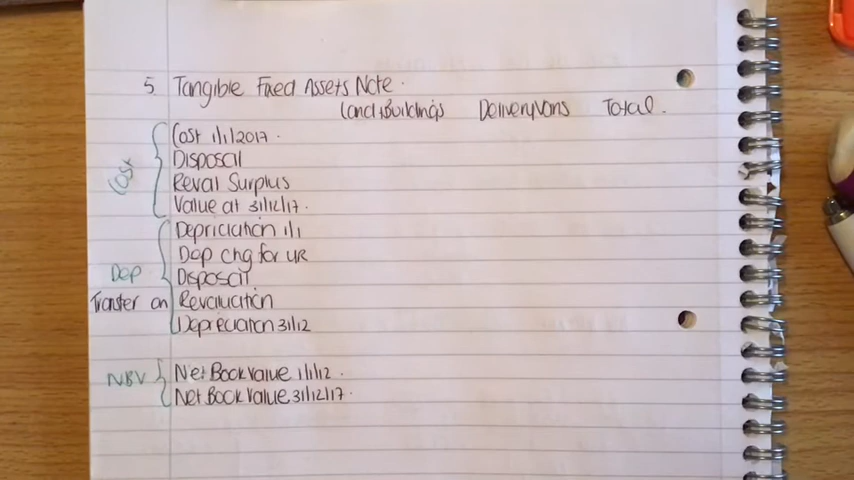 5. Tangible Fixed Assets Note.
Land+Buildings Delivery Vans Total.
Cost Cost 1/1/2017.
Disposal
Reval Surplus
Value at 31/12/17.
Depriciation 1/1
Dep chg for YR
Dep Disposal
Transfer on Revaluation
Depreciation 31/12
NBV Net Book Value 1/1/12.
Net Book Value 31/12/17.